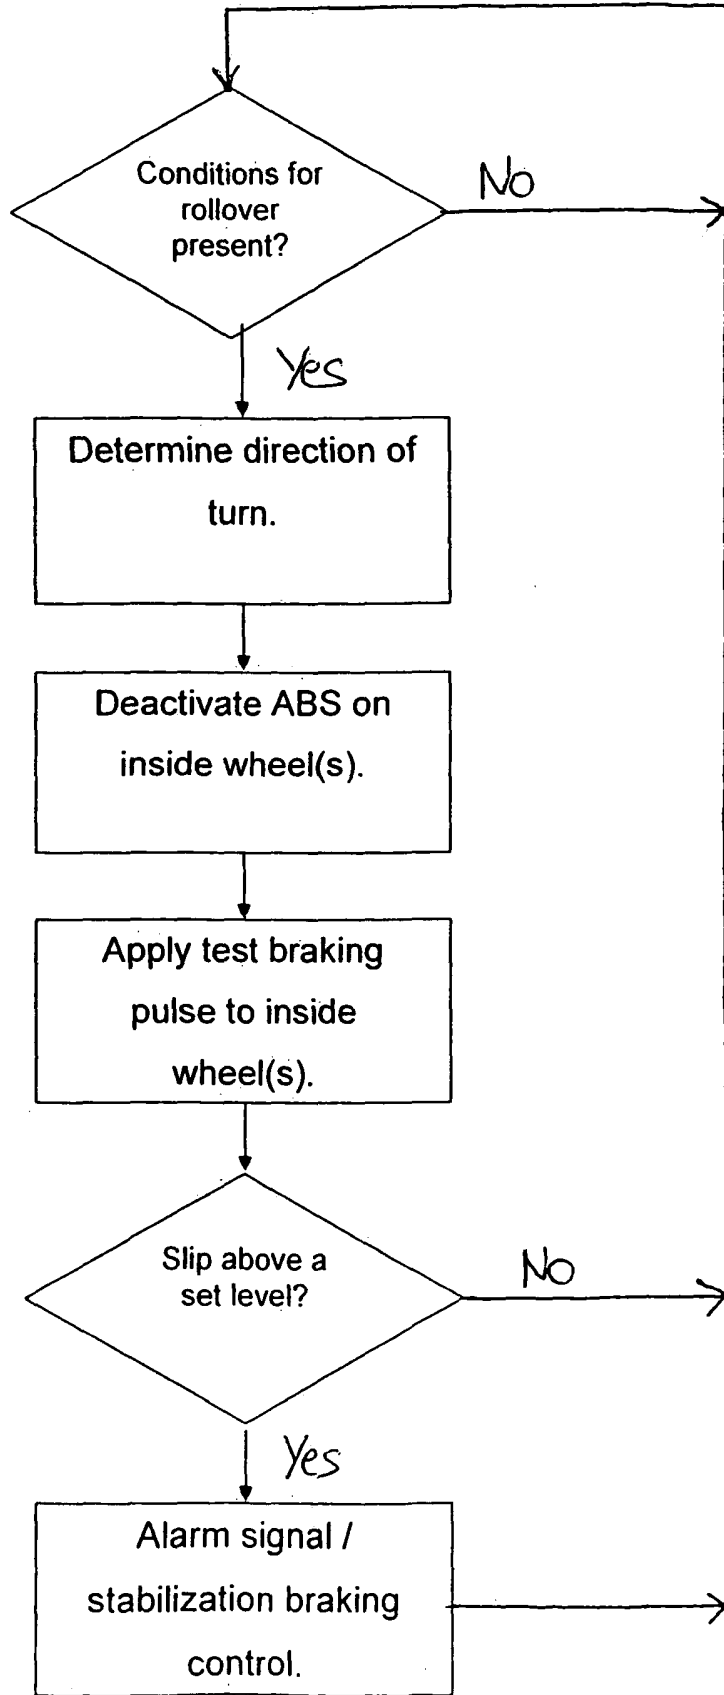 Conditions for
rollover
present?
No
Yes
Determine direction of
turn.
Deactivate ABS on
inside wheel(s).
Apply test braking
pulse to inside
wheel(s).
Slip above a
set level?
No
Yes
Alarm signal /
stabilization braking
control.